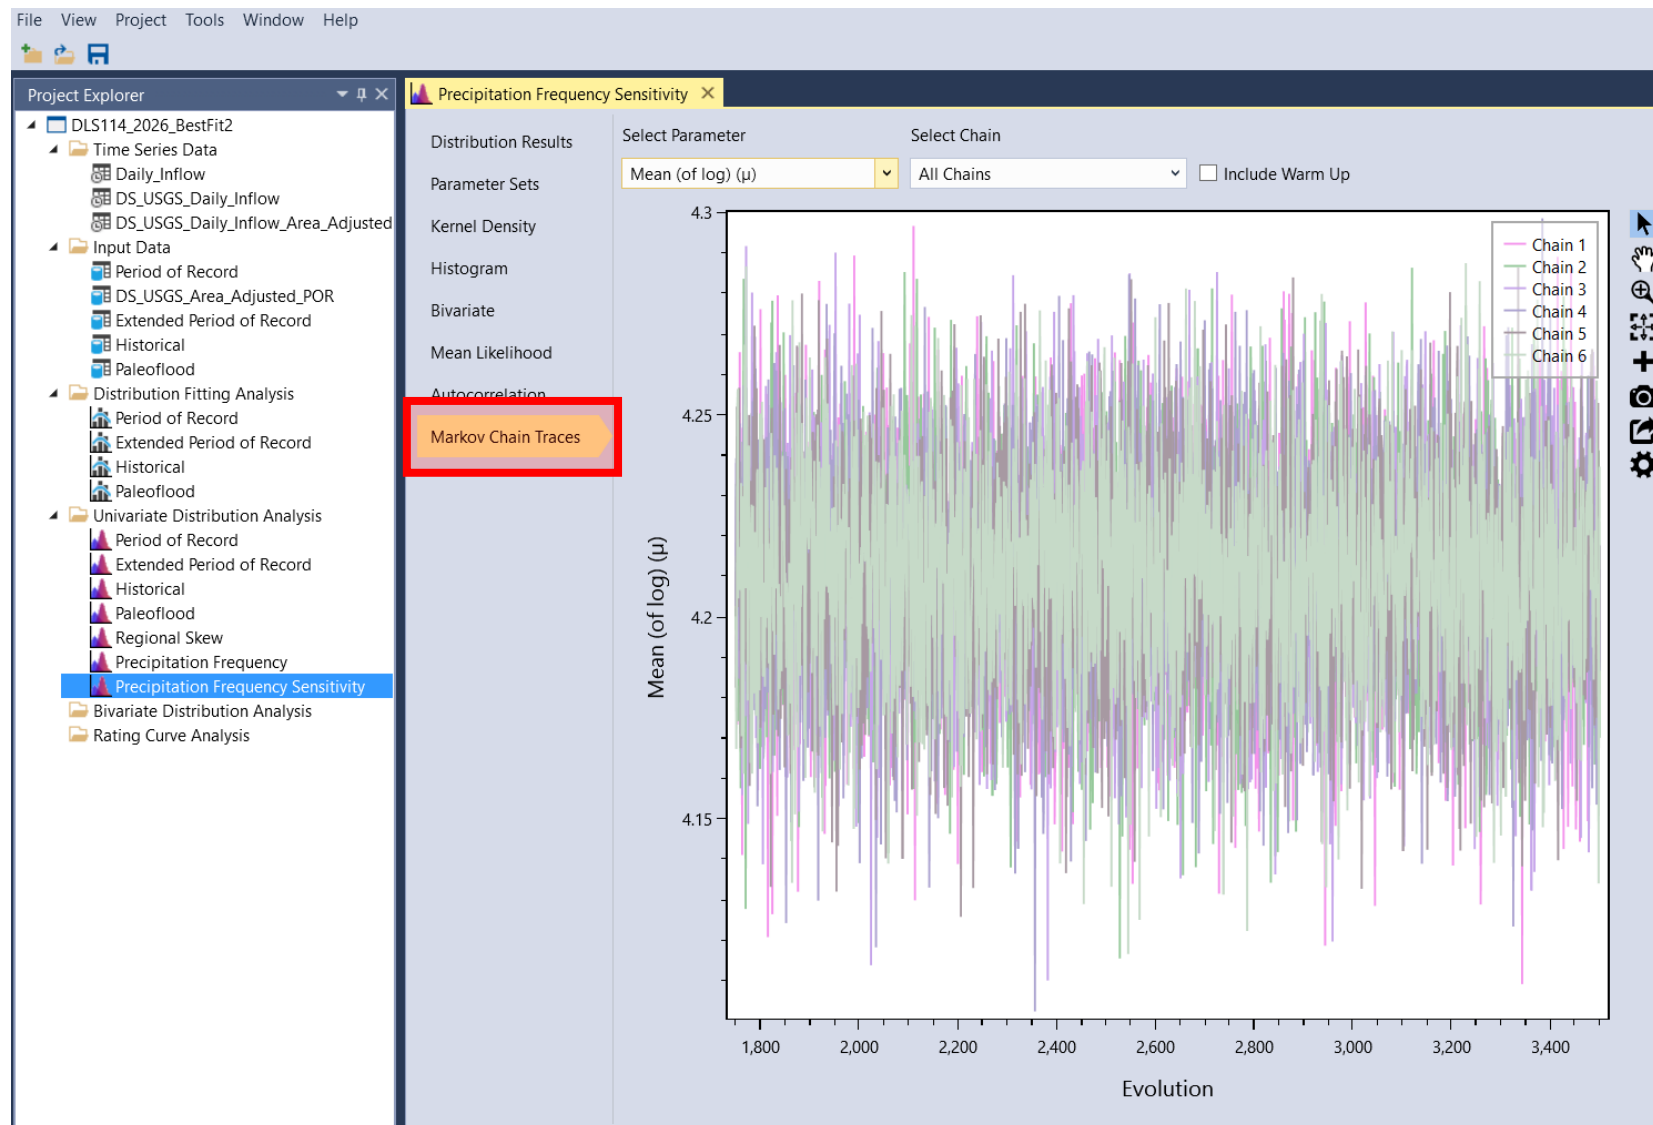 File View Project Tools Window Help
Project Explorer
DLS114_2026_BestFit2
Time Series Data
Daily_Inflow
DS_USGS_Daily_Inflow
DS_USGS_Daily_Inflow_Area_Adjusted
Input Data
Period of Record
DS_USGS_Area_Adjusted_POR
Extended Period of Record
Historical
Paleoflood
Distribution Fitting Analysis
Period of Record
Extended Period of Record
Historical
Paleoflood
Univariate Distribution Analysis
Period of Record
Extended Period of Record
Historical
Paleoflood
Regional Skew
Precipitation Frequency
Precipitation Frequency Sensitivity
Bivariate Distribution Analysis
Rating Curve Analysis
Precipitation Frequency Sensitivity
Distribution Results
Parameter Sets
Kernel Density
Histogram
Bivariate
Mean Likelihood
Autocorrelation
Markov Chain Traces
Select Parameter
Mean (of log) (µ)
Select Chain
All Chains
Include Warm Up
4.3
4.25
4.2
4.15
Mean (of log) (µ)
Chain 1
Chain 2
Chain 3
Chain 4
Chain 5
Chain 6
1,800 2,000 2,200 2,400 2,600 2,800 3,000 3,200 3,400
Evolution